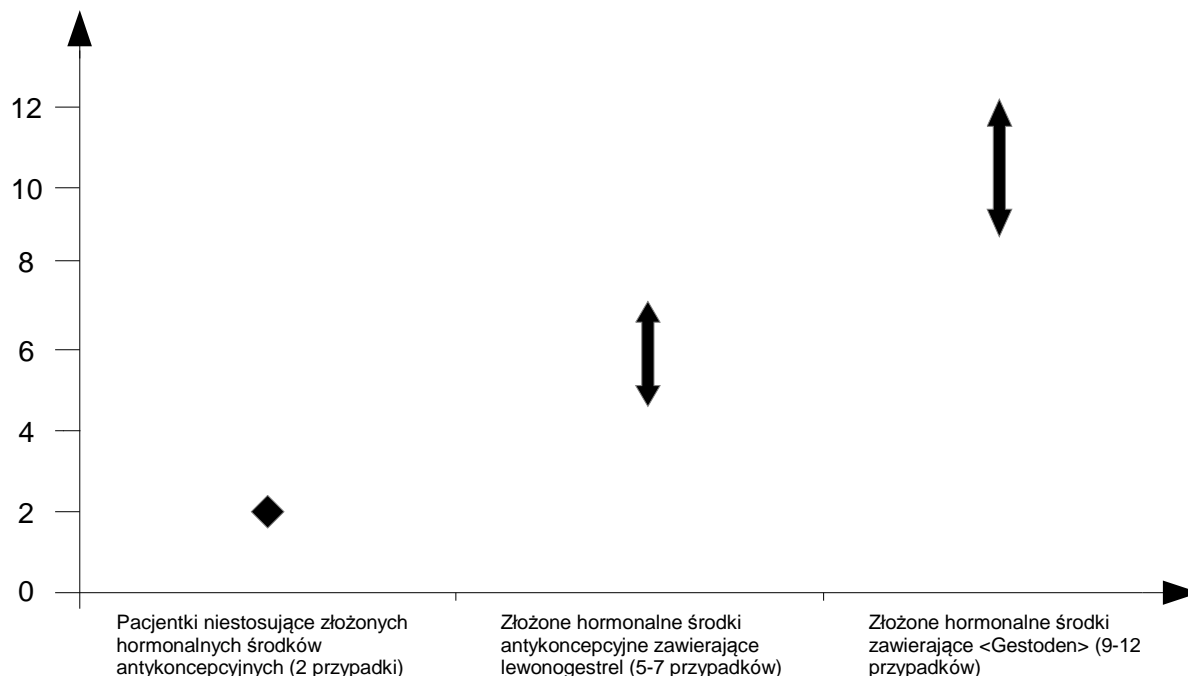 12
10
8
6
4
2
0
Pacjentki niestosujące złożonych
hormonalnych środków
antykoncepcyjnych (2 przypadki)
Złożone hormonalne środki
antykoncepcyjne zawierające
lewonogestrel (5-7 przypadków)
Złożone hormonalne środki
zawierające <Gestoden> (9-12
przypadków)